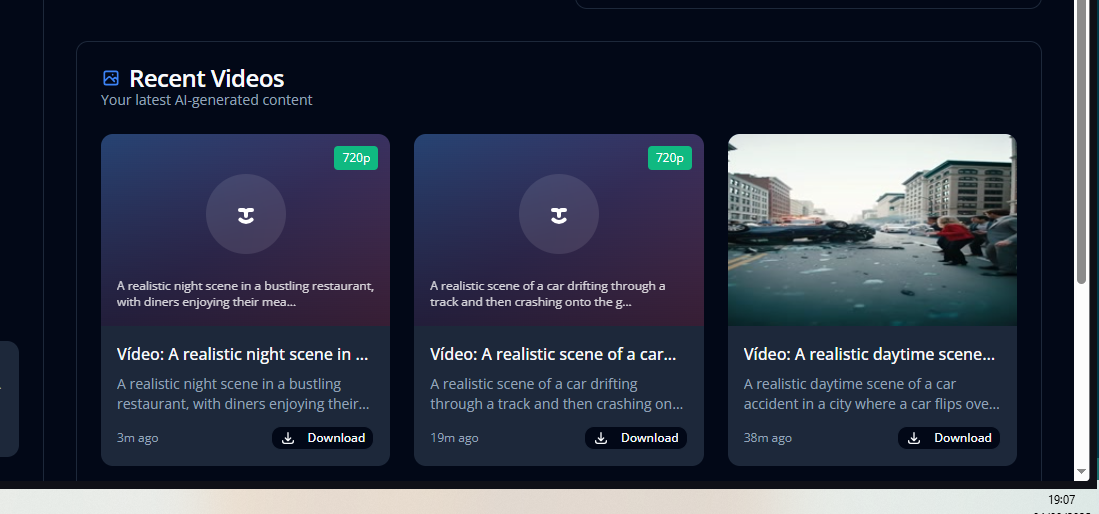 Recent Videos
Your latest AI-generated content
720p
A realistic night scene in a bustling restaurant,
with diners enjoying their mea...
Vídeo: A realistic night scene in ...
A realistic night scene in a bustling
restaurant, with diners enjoying their...
3m ago
Download
720p
A realistic scene of a car drifting through a
track and then crashing onto the g...
Vídeo: A realistic scene of a car...
A realistic scene of a car drifting
through a track and then crashing on...
19m ago
Download
Vídeo: A realistic daytime scene...
A realistic daytime scene of a car
accident in a city where a car flips ove...
38m ago
Download
19:07